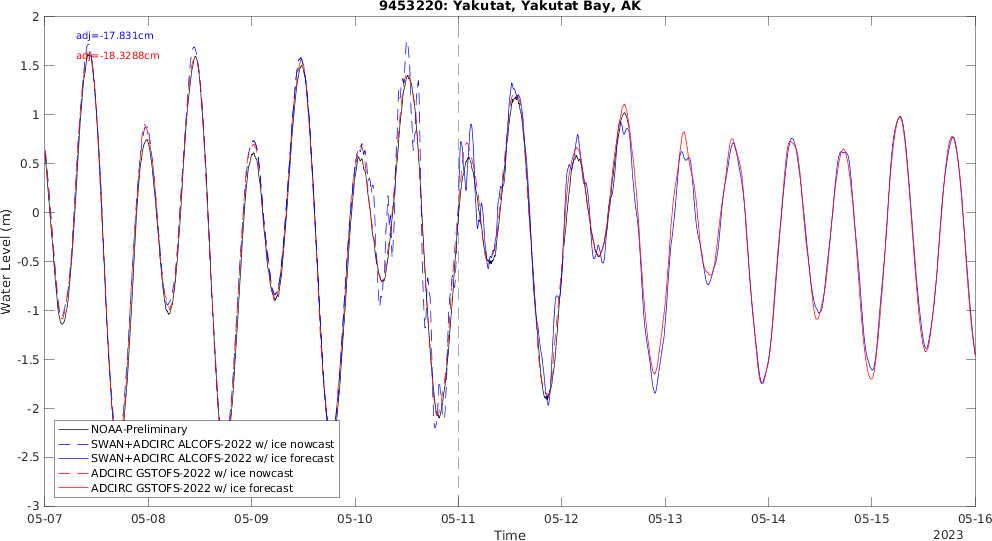 9453220: Yakutat, Yakutat Bay, AK
adj=-17.831cm
adj=-18.3288cm
Water Level (m)
2
1.5
1
0.5
0
-0.5
-1
-1.5
-2
-2.5
-3
NOAA-Preliminary
SWAN+ADCIRC ALCOFS-2022 w/ ice nowcast
SWAN+ADCIRC ALCOFS-2022 w/ ice forecast
ADCIRC GSTOFS-2022 w/ ice nowcast
ADCIRC GSTOFS-2022 w/ ice forecast
05-07 05-08 05-09 05-10 05-11 05-12 05-13 05-14 05-15 05-16
Time
2023